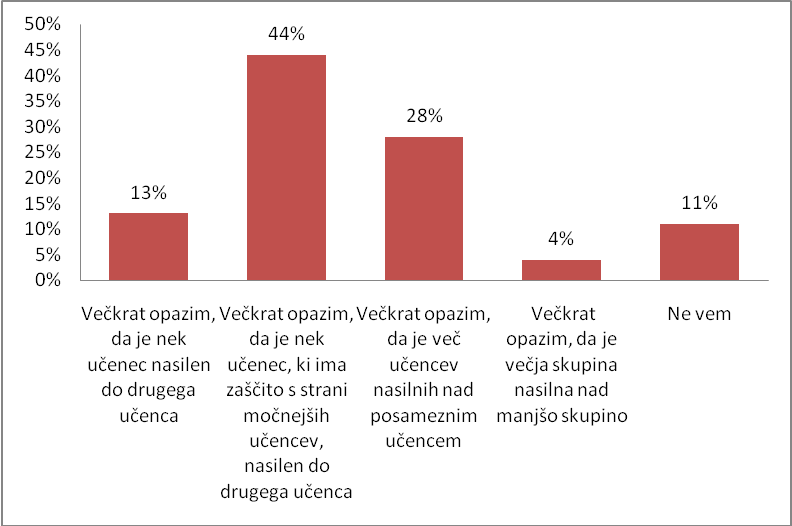 50%
45%
40%
35%
30%
25%
20%
15%
10%
5%
0%
13%
44%
28%
4%
11%
Večkrat opazim,
da je nek
učenec nasilen
do drugega
učenca
Večkrat opazim,
da je nek
učenec, ki ima
zaščito s strani
močnejših
učencev,
nasilen do
drugega učenca
Večkrat opazim,
da je več
učencev
nasilnih nad
posameznim
učencem
Večkrat
opazim, da je
večja skupina
nasilna nad
manjšo skupino
Ne vem